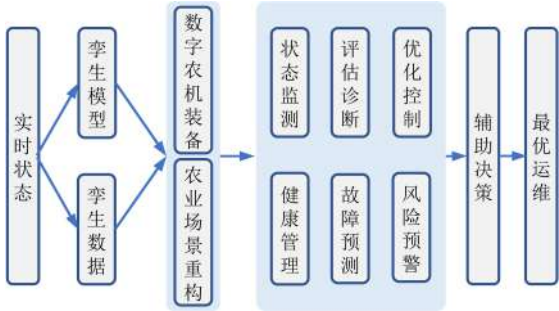 实时状态
孪生模型
孪生数据
数字农机装备
农业场景重构
状态监测
评估诊断
优化控制
健康管理
故障预测
风险预警
辅助决策
最优运维